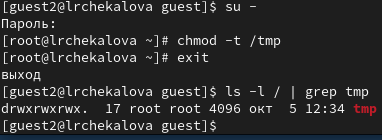 [guest2@lrchekalova guest]$ su -
Пароль:
[root@lrchekalova ~]# chmod -t /tmp
[root@lrchekalova ~]# exit
выход
[guest2@lrchekalova guest]$ ls -l / | grep tmp
drwxrwxrwx.  17 root root 4096 окт  5 12:34 tmp
[guest2@lrchekalova guest]$